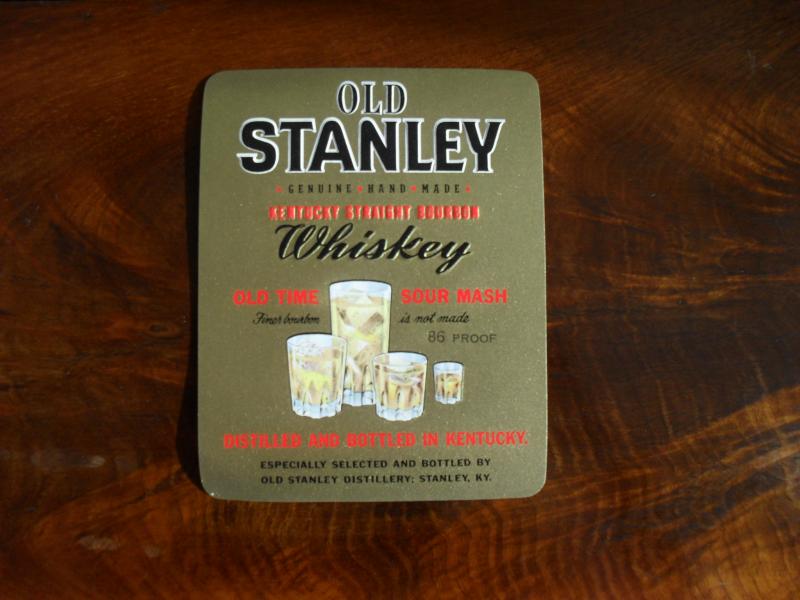 OLD
STANLEY
GENUINE • HAND • MADE
KENTUCKY STRAIGHT BOURBON
Whiskey
OLD TIME SOUR MASH
Finer bourbon is not made
86 PROOF
DISTILLED AND BOTTLED IN KENTUCKY.
ESPECIALLY SELECTED AND BOTTLED BY
OLD STANLEY DISTILLERY: STANLEY, KY.